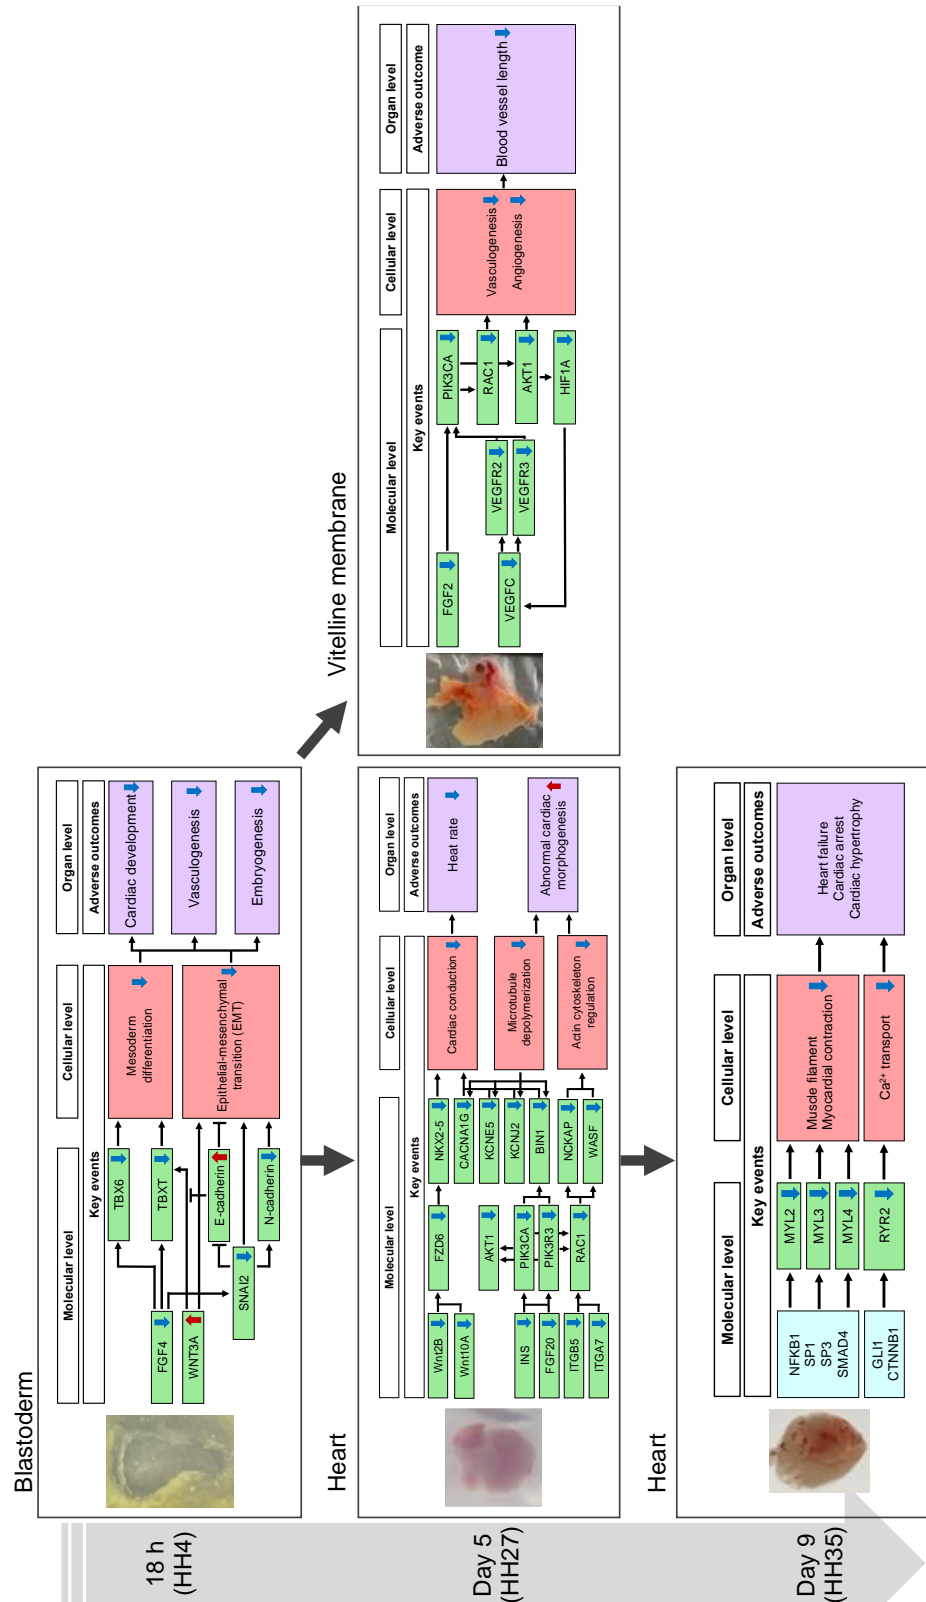 Blastoderm
18 h
(HH4)
Molecular level
Cellular level
Organ level
Key events
Adverse outcomes
FGF4
WNT3A
SNAI2
TBX6
TBXT
E-cadherin
N-cadherin
Mesoderm
differentiation
Epithelial-mesenchymal
transition (EMT)
Cardiac development
Vasculogenesis
Embryogenesis
Vitelline membrane
Molecular level
Cellular level
Organ level
Key events
Adverse outcome
FGF2
VEGFC
VEGFR2
VEGFR3
PIK3CA
RAC1
AKT1
HIF1A
Vasculogenesis
Angiogenesis
Blood vessel length
Heart
Day 5
(HH27)
Molecular level
Cellular level
Organ level
Key events
Adverse outcomes
Wnt2B
Wnt10A
INS
FGF20
ITGB5
ITGA7
FZD6
AKT1
PIK3CA
PIK3R3
RAC1
NKX2-5
CACNA1G
KCNE5
KCNJ2
BIN1
NCKAP
WASF
Cardiac conduction
Microtubule
depolymerization
Actin cytoskeleton
regulation
Heat rate
Abnormal cardiac
morphogenesis
Heart
Day 9
(HH35)
Molecular level
Cellular level
Organ level
Key events
Adverse outcomes
NFKB1
SP1
SP3
SMAD4
GLI1
CTNNB1
MYL2
MYL3
MYL4
RYR2
Muscle filament
Myocardial contraction
Ca²⁺ transport
Heart failure
Cardiac arrest
Cardiac hypertrophy